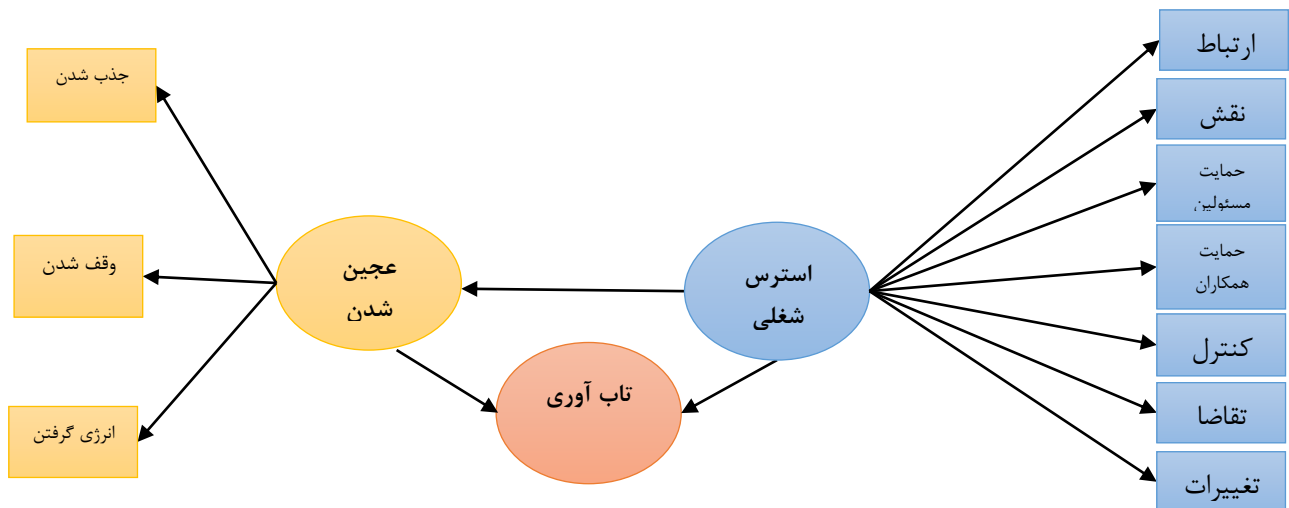 ارتباط
نقش
حمایت
مسئولین
حمایت
همکاران
کنترل
تقاضا
تغییرات
استرس
شغلی
تاب آوری
عجین
شدن
جذب شدن
وقف شدن
انرژی گرفتن